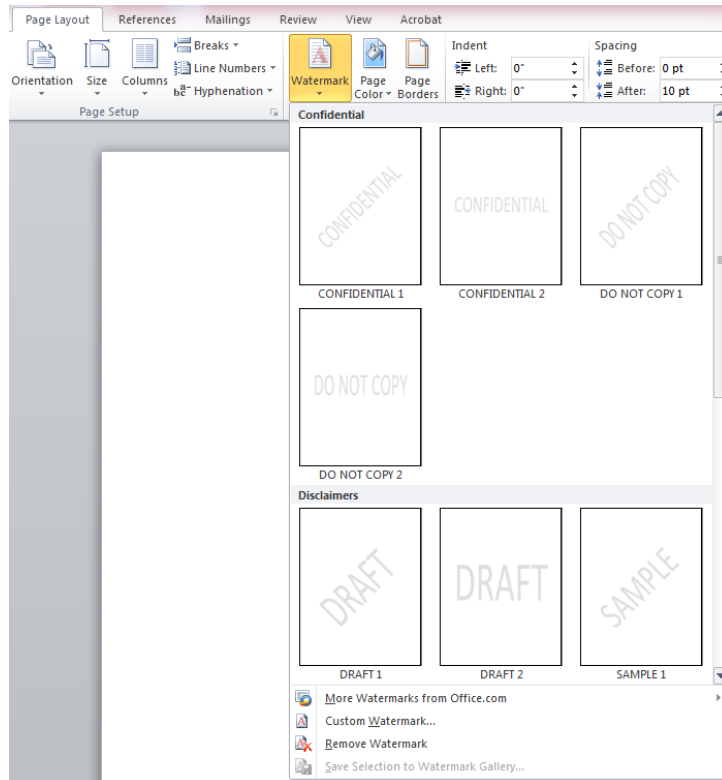 Page Layout References Mailings Review View Acrobat
Breaks Indent Spacing
Line Numbers Left: 0" Before: 0 pt
Orientation Size Columns Hyphenation Watermark Page Color Page Borders Right: 0" After: 10 pt
Page Setup
Confidential
CONFIDENTIAL CONFIDENTIAL DO NOT COPY
CONFIDENTIAL 1 CONFIDENTIAL 2 DO NOT COPY 1
DO NOT COPY
DO NOT COPY 2
Disclaimers
DRAFT DRAFT SAMPLE
DRAFT 1 DRAFT 2 SAMPLE 1
More Watermarks from Office.com
Custom Watermark...
Remove Watermark
Save Selection to Watermark Gallery...